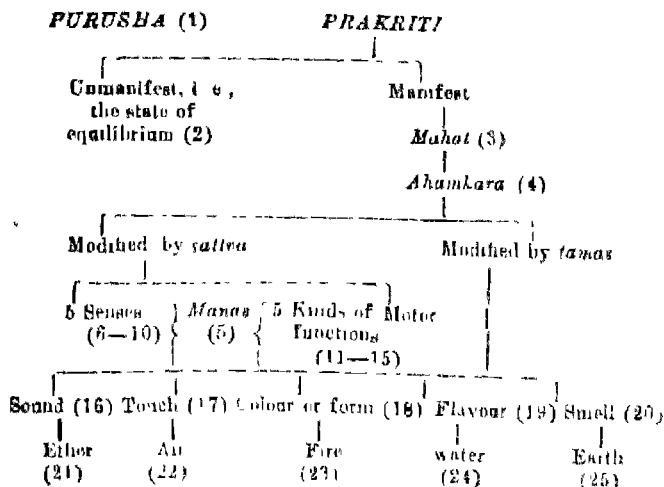 PURUSHA (1) PRAKRITI
Unmanifest, i e, Manifest
the state of
equilibrium (2) Mahat (3)
Ahamkara (4)
Modified by sattva Modified by tamas
5 Senses Manas 5 Kinds of Motor
(6—10) (5) functions
(11—15)
Sound (16) Touch (17) Colour or form (18) Flavour (19) Smell (20)
Ether Air Fire water Earth
(21) (22) (23) (24) (25)